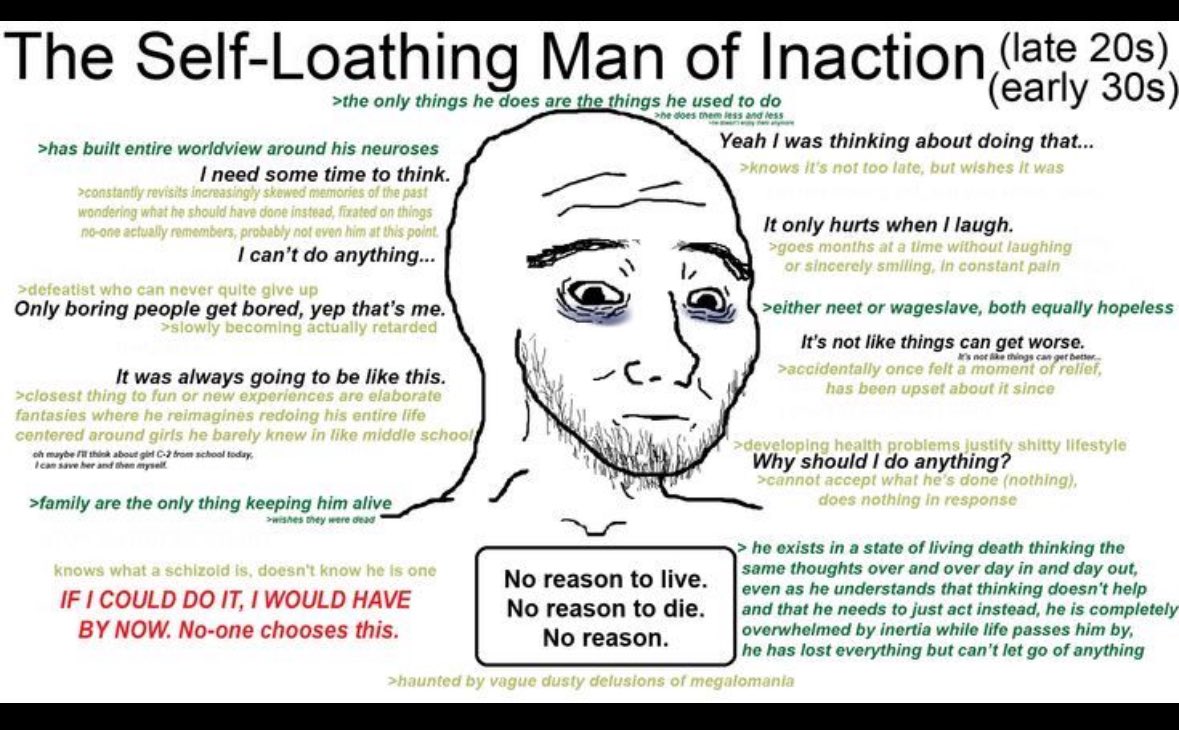 The Self-Loathing Man of Inaction (late 20s)
(early 30s)
>the only things he does are the things he used to do
>he does them less and less
>he doesn't enjoy them anymore
>has built entire worldview around his neuroses
I need some time to think.
>constantly revisits increasingly skewed memories of the past
wondering what he should have done instead, fixated on things
no-one actually remembers, probably not even him at this point.
I can't do anything...
>defeatist who can never quite give up
Only boring people get bored, yep that's me.
>slowly becoming actually retarded
It was always going to be like this.
>closest thing to fun or new experiences are elaborate
fantasies where he reimagines redoing his entire life
centered around girls he barely knew in like middle school
oh maybe I'll think about girl C-2 from school today,
I can save her and then myself.
>family are the only thing keeping him alive
>wishes they were dead
knows what a schizoid is, doesn't know he is one
IF I COULD DO IT, I WOULD HAVE
BY NOW. No-one chooses this.
Yeah I was thinking about doing that...
>knows it's not too late, but wishes it was
It only hurts when I laugh.
>goes months at a time without laughing
or sincerely smiling, in constant pain
>either neet or wageslave, both equally hopeless
It's not like things can get worse.
It's not like things can get better...
>accidentally once felt a moment of relief,
has been upset about it since
>developing health problems justify shitty lifestyle
Why should I do anything?
>cannot accept what he's done (nothing),
does nothing in response
No reason to live.
No reason to die.
No reason.
> he exists in a state of living death thinking the
same thoughts over and over day in and day out,
even as he understands that thinking doesn't help
and that he needs to just act instead, he is completely
overwhelmed by inertia while life passes him by,
he has lost everything but can't let go of anything
>haunted by vague dusty delusions of megalomania